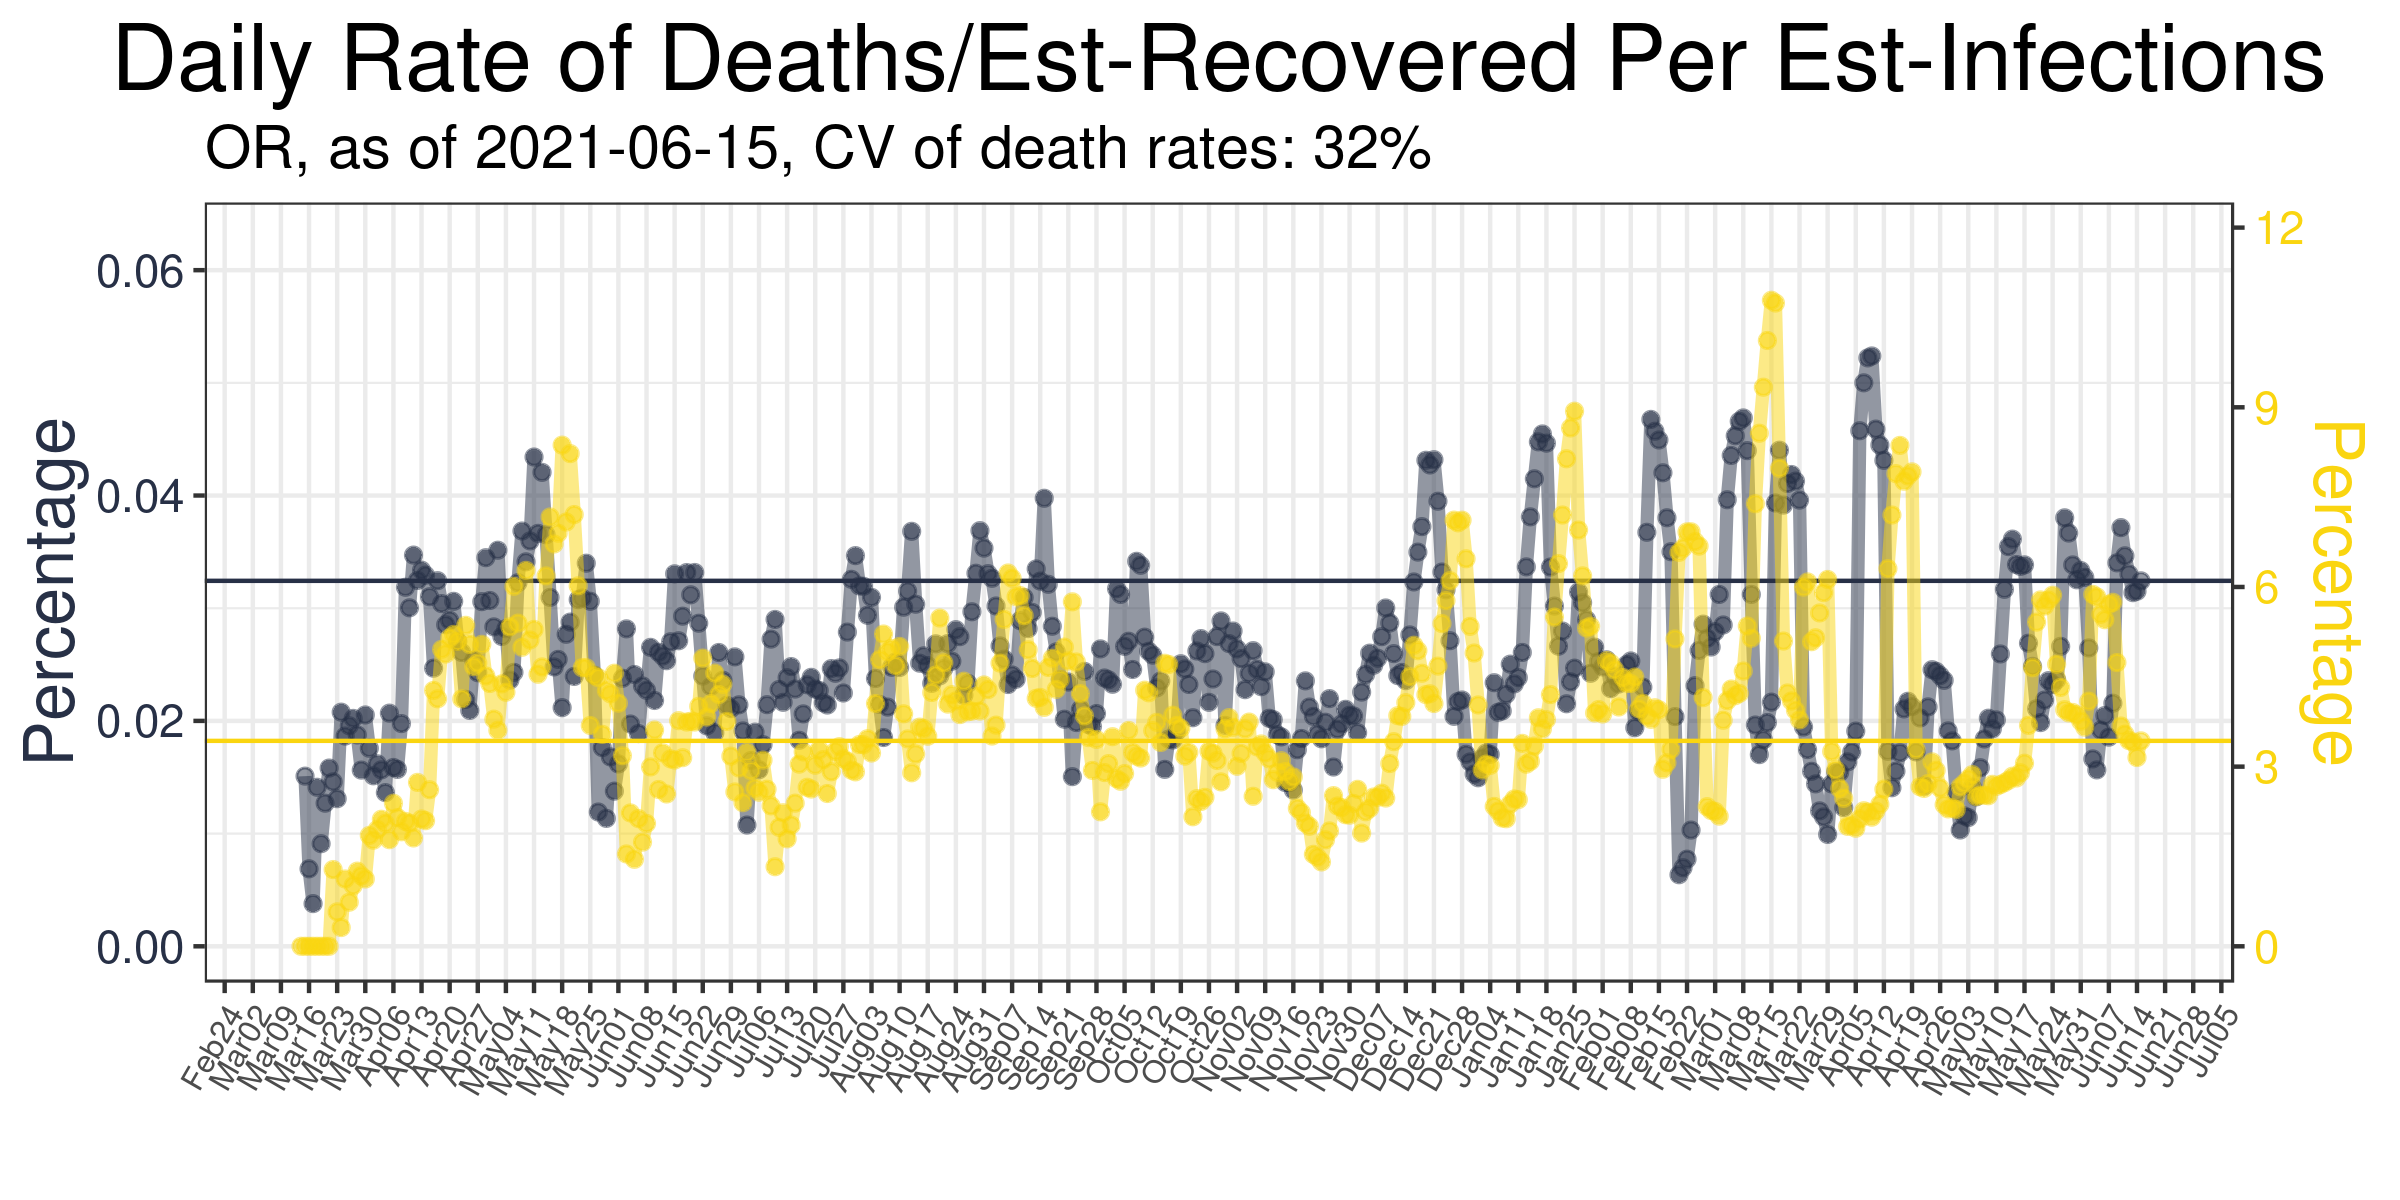 Daily Rate of Deaths/Est-Recovered Per Est-Infections
OR, as of 2021-06-15, CV of death rates: 32%
Percentage
0.06
0.04
0.02
0.00
12
9
6
3
0
Percentage
Feb24
Mar02
Mar09
Mar16
Mar23
Mar30
Apr06
Apr13
Apr20
Apr27
May04
May11
May18
May25
Jun01
Jun08
Jun15
Jun22
Jun29
Jul06
Jul13
Jul20
Jul27
Aug03
Aug10
Aug17
Aug24
Aug31
Sep07
Sep14
Sep21
Sep28
Oct05
Oct12
Oct19
Oct26
Nov02
Nov09
Nov16
Nov23
Nov30
Dec07
Dec14
Dec21
Dec28
Jan04
Jan11
Jan18
Jan25
Feb01
Feb08
Feb15
Feb22
Mar01
Mar08
Mar15
Mar22
Mar29
Apr05
Apr12
Apr19
Apr26
May03
May10
May17
May24
May31
Jun07
Jun14
Jun21
Jun28
Jul05